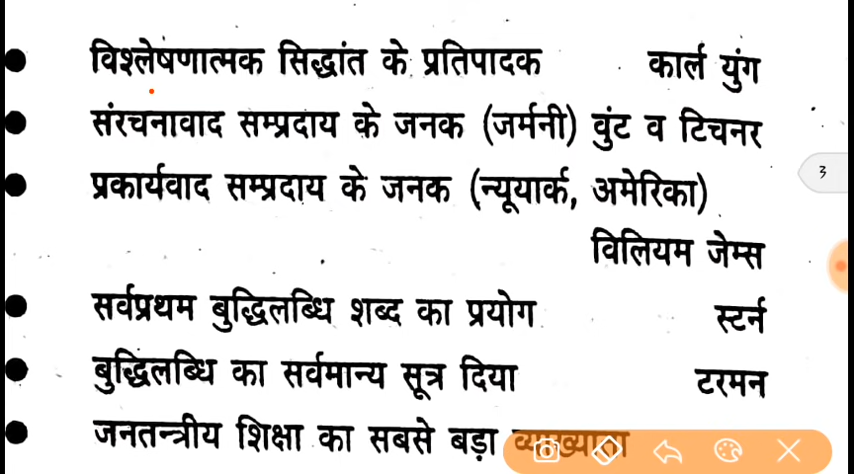 विश्लेषणात्मक सिद्धांत के प्रतिपादक कार्ल युंग
संरचनावाद सम्प्रदाय के जनक (जर्मनी) वुंट व टिचनर
3
प्रकार्यवाद सम्प्रदाय के जनक (न्यूयार्क, अमेरिका)
विलियम जेम्स
सर्वप्रथम बुद्धिलब्धि शब्द का प्रयोग स्टर्न
बुद्धिलब्धि का सर्वमान्य सूत्र दिया टरमन
जनतन्त्रीय शिक्षा का सबसे बड़ा व्याख्याता